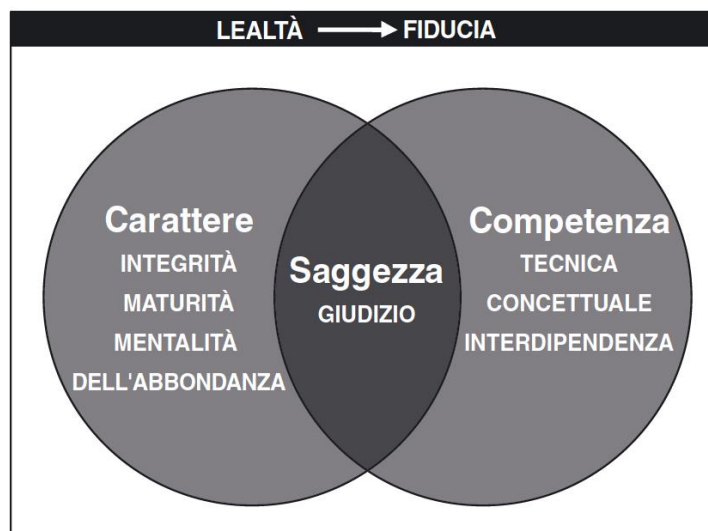 LEALTÀ → FIDUCIA
Carattere
INTEGRITÀ
MATURITÀ
MENTALITÀ
DELL'ABBONDANZA
Saggezza
GIUDIZIO
Competenza
TECNICA
CONCETTUALE
INTERDIPENDENZA